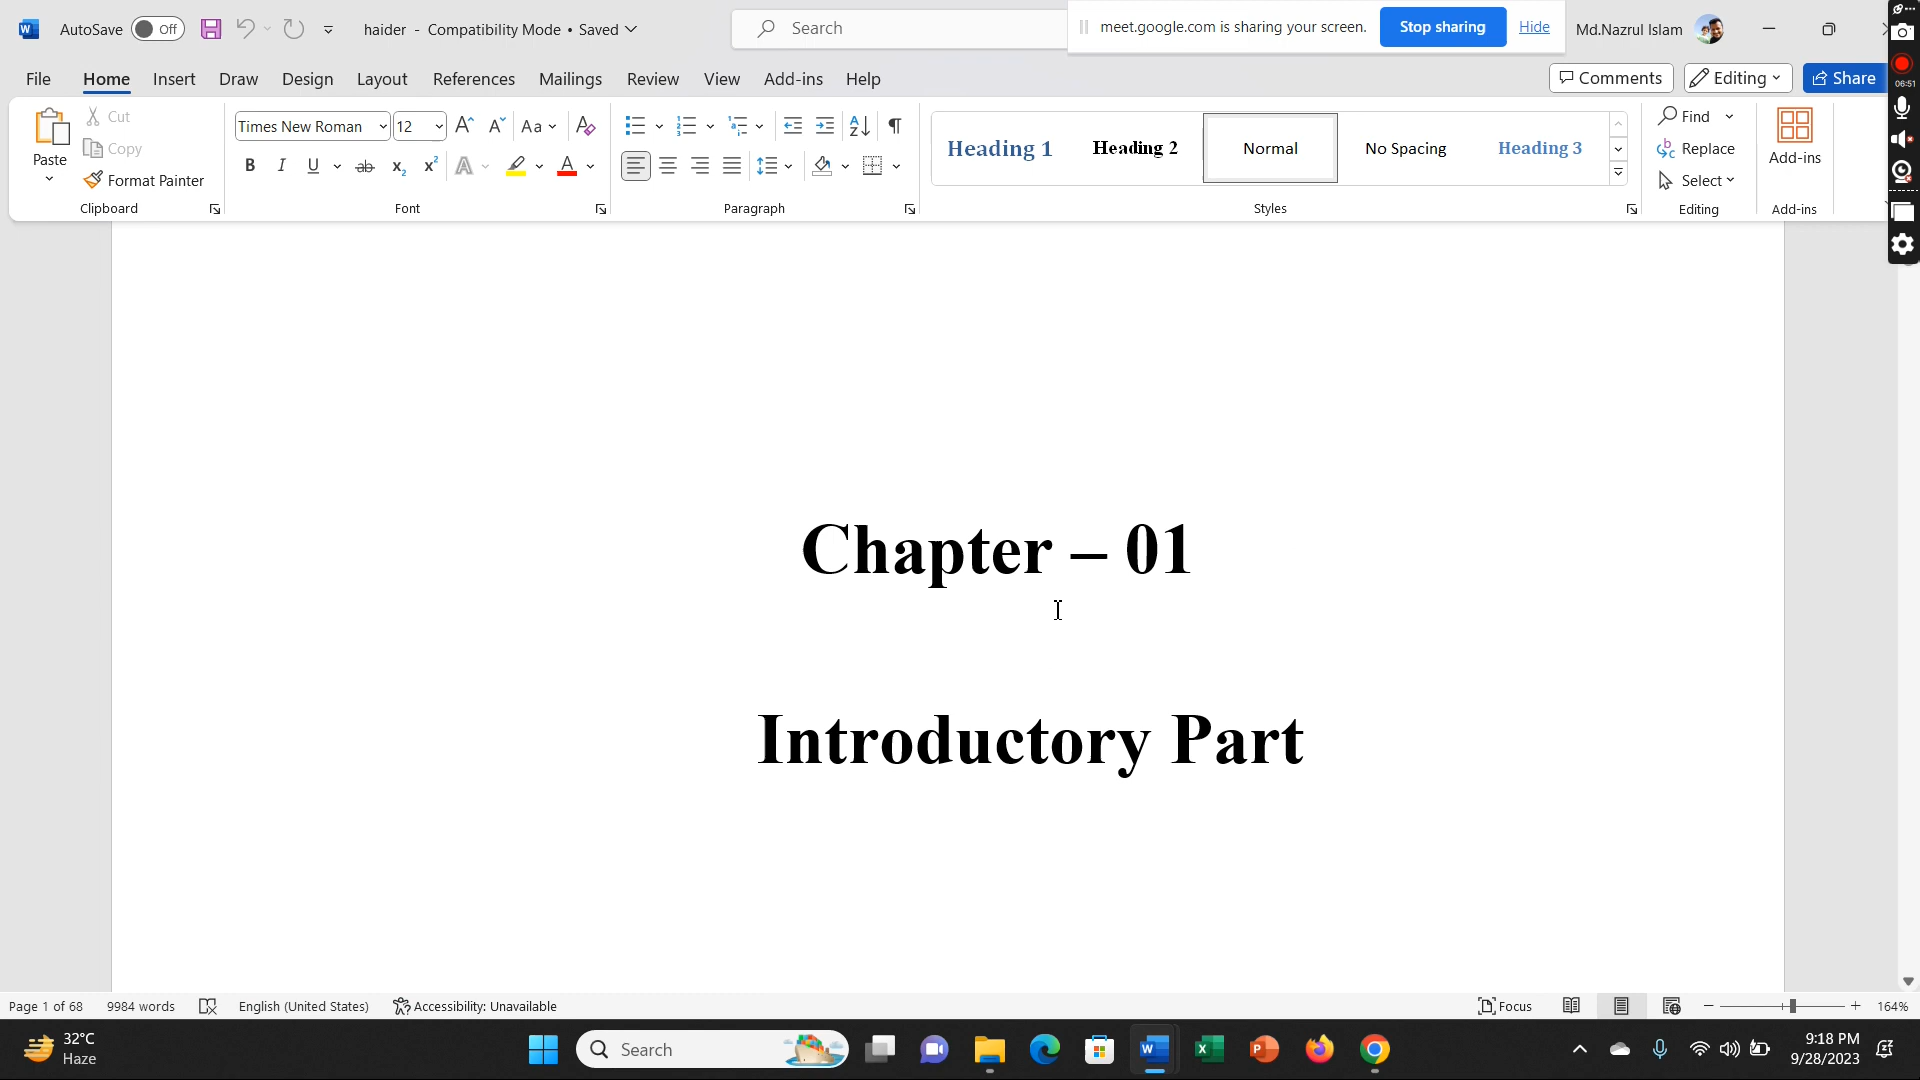 AutoSave Off haider - Compatibility Mode • Saved Search meet.google.com is sharing your screen. Stop sharing Hide Md.Nazrul Islam
File Home Insert Draw Design Layout References Mailings Review View Add-ins Help Comments Editing Share
06:51
Paste Cut Copy Format Painter
Clipboard
Times New Roman 12
Font
Paragraph
Heading 1 Heading 2 Normal No Spacing Heading 3
Styles
Find
Replace
Select
Editing
Add-ins
Add-ins
Chapter – 01
Introductory Part
Page 1 of 68 9984 words English (United States) Accessibility: Unavailable Focus 164%
32°C
Haze
Search
9:18 PM
9/28/2023